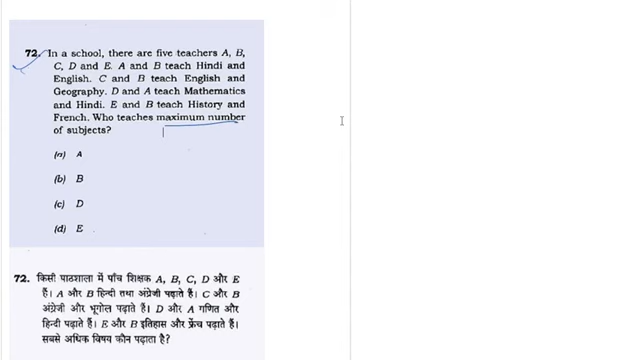 72. In a school, there are five teachers A, B,
C, D and E. A and B teach Hindi and
English. C and B teach English and
Geography. D and A teach Mathematics
and Hindi. E and B teach History and
French. Who teaches maximum number
of subjects?
(a) A
(b) B
(c) D
(d) E
72. किसी पाठशाला में पाँच शिक्षक A, B, C, D और E
हैं। A और B हिन्दी तथा अंग्रेजी पढ़ाते हैं। C और B
अंग्रेजी और भूगोल पढ़ाते हैं। D और A गणित और
हिन्दी पढ़ाते हैं। E और B इतिहास और फ्रेंच पढ़ाते हैं।
सबसे अधिक विषय कौन पढ़ाता है?